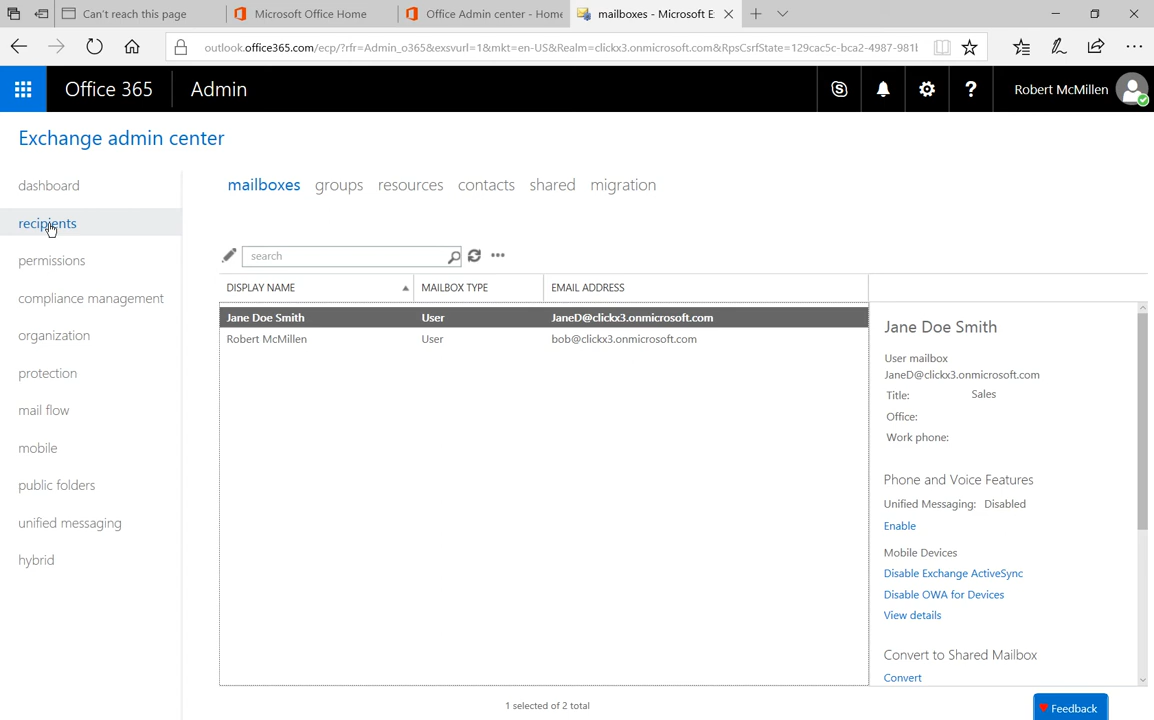 Can't reach this page
Microsoft Office Home
Office Admin center - Home
mailboxes - Microsoft E
outlook.office365.com/ecp/?rfr=Admin_o365&exsvurl=1&mkt=en-US&Realm=clickx3.onmicrosoft.com&RpsCsrfState=129cac5c-bca2-4987-981b
Office 365
Admin
Robert McMillen
Exchange admin center
dashboard
recipients
permissions
compliance management
organization
protection
mail flow
mobile
public folders
unified messaging
hybrid
mailboxes groups resources contacts shared migration
search
DISPLAY NAME MAILBOX TYPE EMAIL ADDRESS
Jane Doe Smith User JaneD@clickx3.onmicrosoft.com
Robert McMillen User bob@clickx3.onmicrosoft.com
Jane Doe Smith
User mailbox
JaneD@clickx3.onmicrosoft.com
Title: Sales
Office:
Work phone:
Phone and Voice Features
Unified Messaging: Disabled
Enable
Mobile Devices
Disable Exchange ActiveSync
Disable OWA for Devices
View details
Convert to Shared Mailbox
Convert
1 selected of 2 total
Feedback